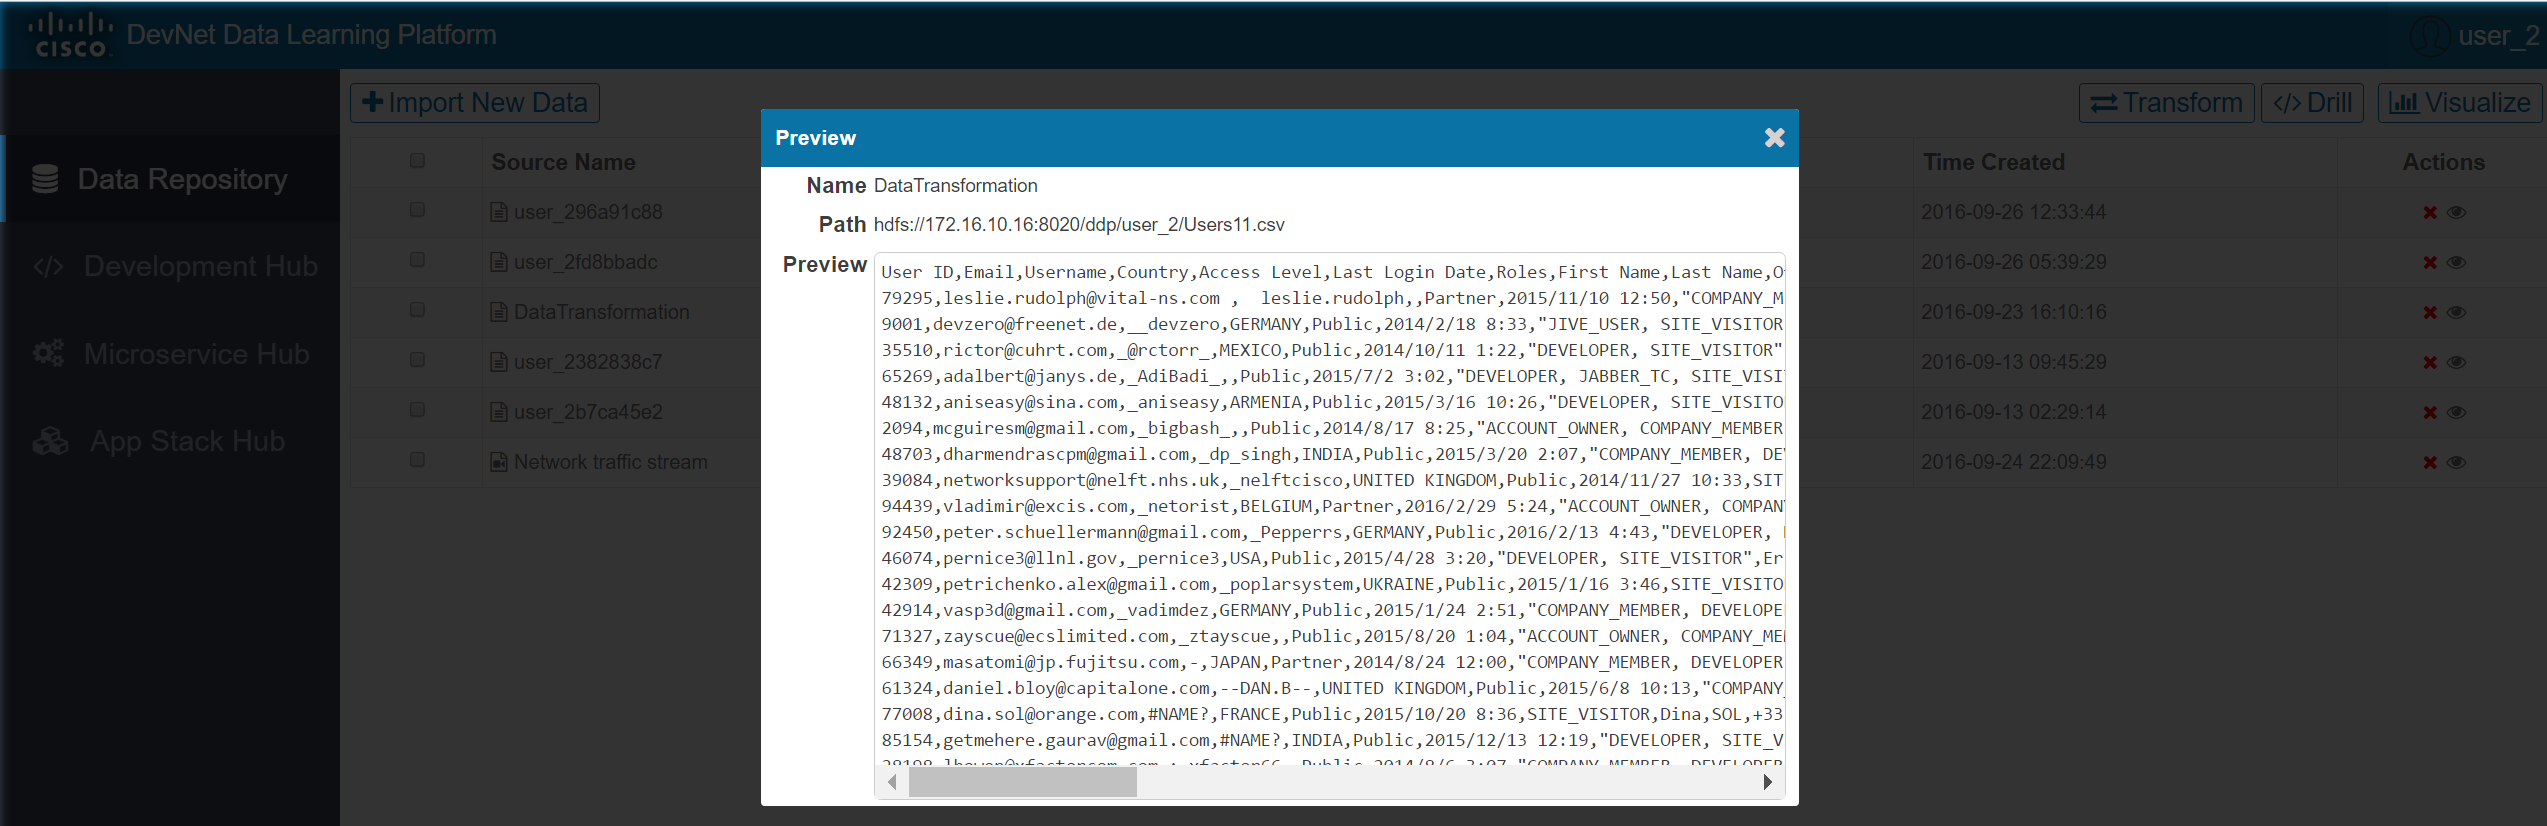 CISCO DevNet Data Learning Platform
user_2
Import New Data
Transform
Drill
Visualize
Data Repository
Development Hub
Microservice Hub
App Stack Hub
Source Name
Time Created
Actions
user_296a91c88
2016-09-26 12:33:44
user_2fd8bbadc
2016-09-26 05:39:29
DataTransformation
2016-09-23 16:10:16
user_2382838c7
2016-09-13 09:45:29
user_2b7ca45e2
2016-09-13 02:29:14
Network traffic stream
2016-09-24 22:09:49
Preview
Name DataTransformation
Path hdfs://172.16.10.16:8020/ddp/user_2/Users11.csv
Preview
User ID,Email,Username,Country,Access Level,Last Login Date,Roles,First Name,Last Name,O
79295,leslie.rudolph@vital-ns.com ,  leslie.rudolph,,Partner,2015/11/10 12:50,"COMPANY_M
9001,devzero@freenet.de,__devzero,GERMANY,Public,2014/2/18 8:33,"JIVE_USER, SITE_VISITOR
35510,rictor@cuhrt.com,_@rctorr_,MEXICO,Public,2014/10/11 1:22,"DEVELOPER, SITE_VISITOR"
65269,adalbert@janys.de,_AdiBadi_,,Public,2015/7/2 3:02,"DEVELOPER, JABBER_TC, SITE_VISI
48132,aniseasy@sina.com,_aniseasy,ARMENIA,Public,2015/3/16 10:26,"DEVELOPER, SITE_VISITO
2094,mcguiresm@gmail.com,_bigbash_,,Public,2014/8/17 8:25,"ACCOUNT_OWNER, COMPANY_MEMBER
48703,dharmendrascpm@gmail.com,_dp_singh,INDIA,Public,2015/3/20 2:07,"COMPANY_MEMBER, DE
39084,networksupport@nelft.nhs.uk,_nelftcisco,UNITED KINGDOM,Public,2014/11/27 10:33,SIT
94439,vladimir@excis.com,_netorist,BELGIUM,Partner,2016/2/29 5:24,"ACCOUNT_OWNER, COMPAN
92450,peter.schuellermann@gmail.com,_Pepperrs,GERMANY,Public,2016/2/13 4:43,"DEVELOPER,
46074,pernice3@llnl.gov,_pernice3,USA,Public,2015/4/28 3:20,"DEVELOPER, SITE_VISITOR",Er
42309,petrichenko.alex@gmail.com,_poplarsystem,UKRAINE,Public,2015/1/16 3:46,SITE_VISITO
42914,vasp3d@gmail.com,_vadimdez,GERMANY,Public,2015/1/24 2:51,"COMPANY_MEMBER, DEVELOPE
71327,zayscue@ecslimited.com,_ztayscue,,Public,2015/8/20 1:04,"ACCOUNT_OWNER, COMPANY_ME
66349,masatomi@jp.fujitsu.com,-,JAPAN,Partner,2014/8/24 12:00,"COMPANY_MEMBER, DEVELOPER
61324,daniel.bloy@capitalone.com,--DAN.B--,UNITED KINGDOM,Public,2015/6/8 10:13,"COMPANY_
77008,dina.sol@orange.com,#NAME?,FRANCE,Public,2015/10/20 8:36,SITE_VISITOR,Dina,SOL,+33
85154,getmehere.gaurav@gmail.com,#NAME?,INDIA,Public,2015/12/13 12:19,"DEVELOPER, SITE_V